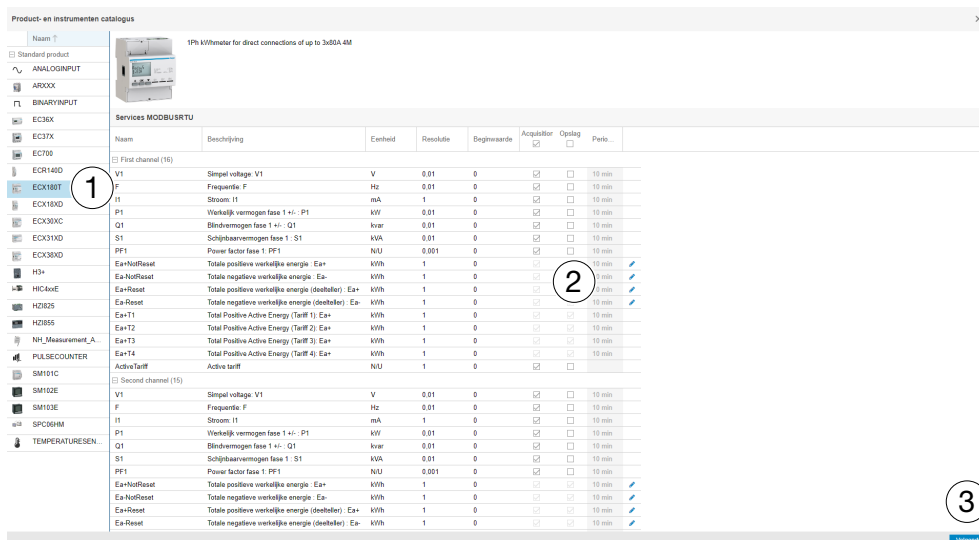 Product- en instrumenten catalogus
Naam ↑
Standard product
ANALOGINPUT
ARXXX
BINARYINPUT
EC36X
EC37X
EC700
ECR140D
ECX180T
ECX18XD
ECX30XC
ECX31XD
ECX38XD
H3+
HIC4xxE
HZI825
HZI855
NH_Measurement_A...
PULSECOUNTER
SM101C
SM102E
SM103E
SPC06HM
TEMPERATURESEN...
1
1Ph kWhmeter for direct connections of up to 3x80A 4M
Services MODBUSRTU
Naam Beschrijving Eenheid Resolutie Beginwaarde Acquisitior Opslag Perio...
First channel (16)
V1 Simpel voltage: V1 V 0,01 0 10 min
F Frequentie: F Hz 0,01 0 10 min
I1 Stroom: I1 mA 1 0 10 min
P1 Werkelijk vermogen fase 1 +/- : P1 kW 0,01 0 10 min
Q1 Blindvermogen fase 1 +/- : Q1 kvar 0,01 0 10 min
S1 Schijnbaarvermogen fase 1 : S1 kVA 0,01 0 10 min
PF1 Power factor fase 1: PF1 N/U 0,001 0 10 min
Ea+NotReset Totale positieve werkelijke energie : Ea+ kWh 1 0 10 min
Ea-NotReset Totale negatieve werkelijke energie : Ea- kWh 1 0 min
Ea+Reset Totale positieve werkelijke energie (deelteller) : Ea+ kWh 1 0 min
Ea-Reset Totale negatieve werkelijke energie (deelteller) : Ea- kWh 1 0 10 min
Ea+T1 Total Positive Active Energy (Tariff 1): Ea+ kWh 1 0 10 min
Ea+T2 Total Positive Active Energy (Tariff 2): Ea+ kWh 1 0 10 min
Ea+T3 Total Positive Active Energy (Tariff 3): Ea+ kWh 1 0 10 min
Ea+T4 Total Positive Active Energy (Tariff 4): Ea+ kWh 1 0 10 min
ActiveTariff Active tariff N/U 1 0
2
Second channel (15)
V1 Simpel voltage: V1 V 0,01 0 10 min
F Frequentie: F Hz 0,01 0 10 min
I1 Stroom: I1 mA 1 0 10 min
P1 Werkelijk vermogen fase 1 +/- : P1 kW 0,01 0 10 min
Q1 Blindvermogen fase 1 +/- : Q1 kvar 0,01 0 10 min
S1 Schijnbaarvermogen fase 1 : S1 kVA 0,01 0 10 min
PF1 Power factor fase 1: PF1 N/U 0,001 0 10 min
Ea+NotReset Totale positieve werkelijke energie : Ea+ kWh 1 0 10 min
Ea-NotReset Totale negatieve werkelijke energie : Ea- kWh 1 0 10 min
Ea+Reset Totale positieve werkelijke energie (deelteller) : Ea+ kWh 1 0 10 min
Ea-Reset Totale negatieve werkelijke energie (deelteller) : Ea- kWh 1 0 10 min
3